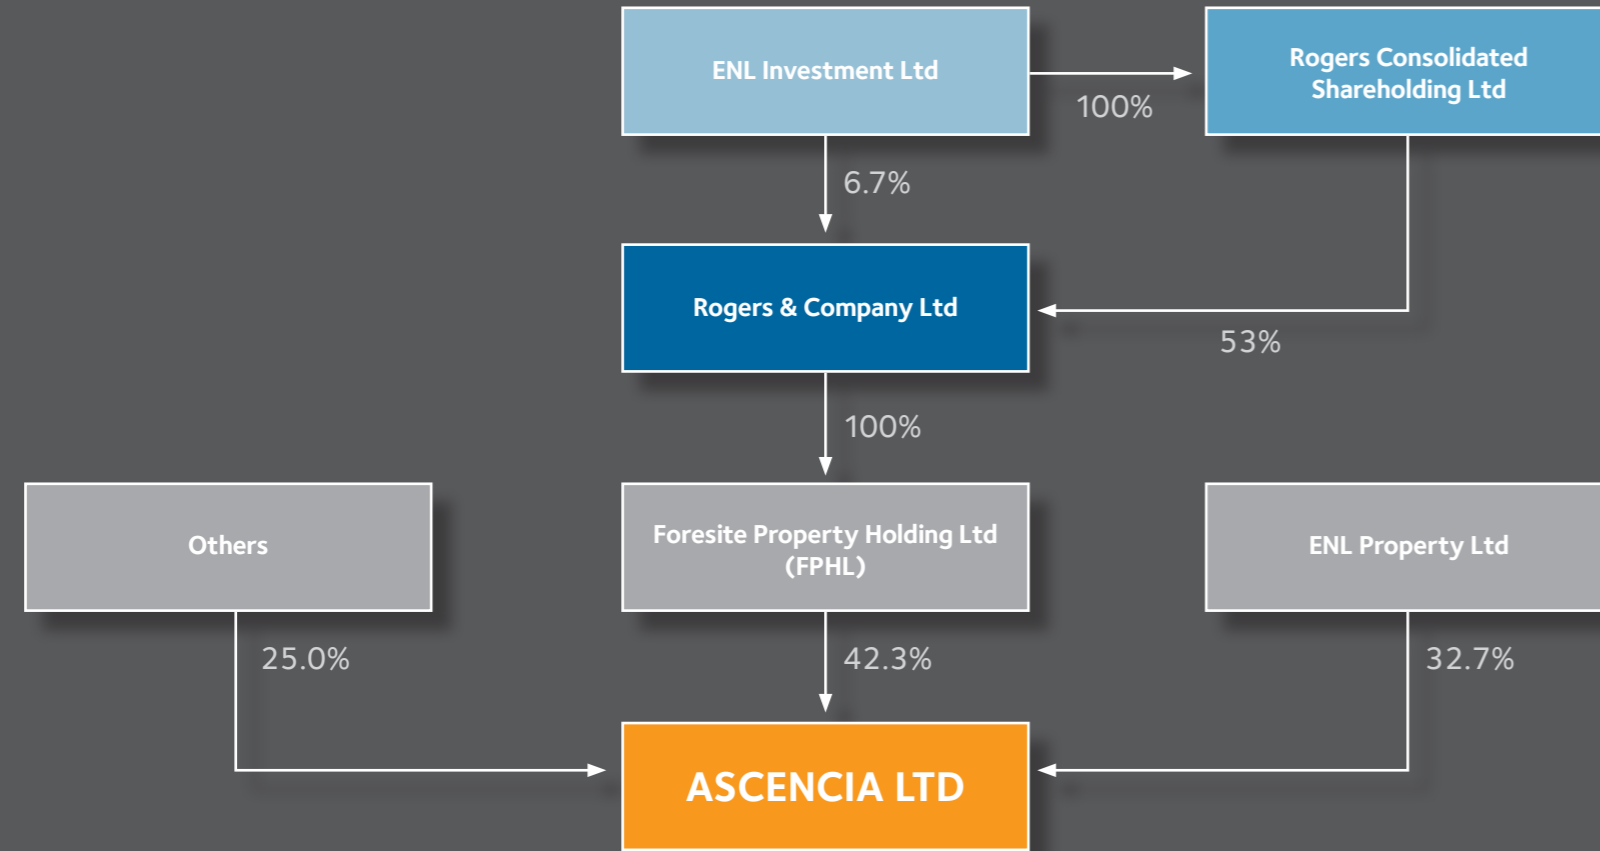 ENL Investment Ltd
100%
Rogers Consolidated
Shareholding Ltd
6.7%
Rogers & Company Ltd
53%
100%
Others
Foresite Property Holding Ltd
(FPHL)
ENL Property Ltd
25.0%
42.3%
32.7%
ASCENCIA LTD